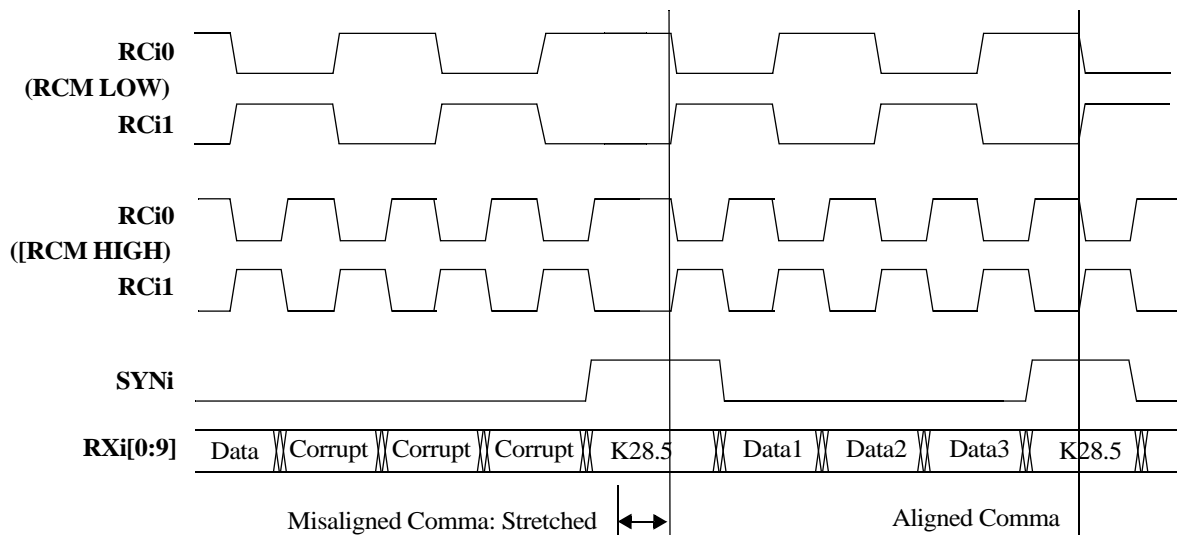 RCi0
(RCM LOW)
RCi1
RCi0
([RCM HIGH)
RCi1
SYNi
RXi[0:9] Data Corrupt Corrupt Corrupt K28.5 Data1 Data2 Data3 K28.5
Misaligned Comma: Stretched Aligned Comma